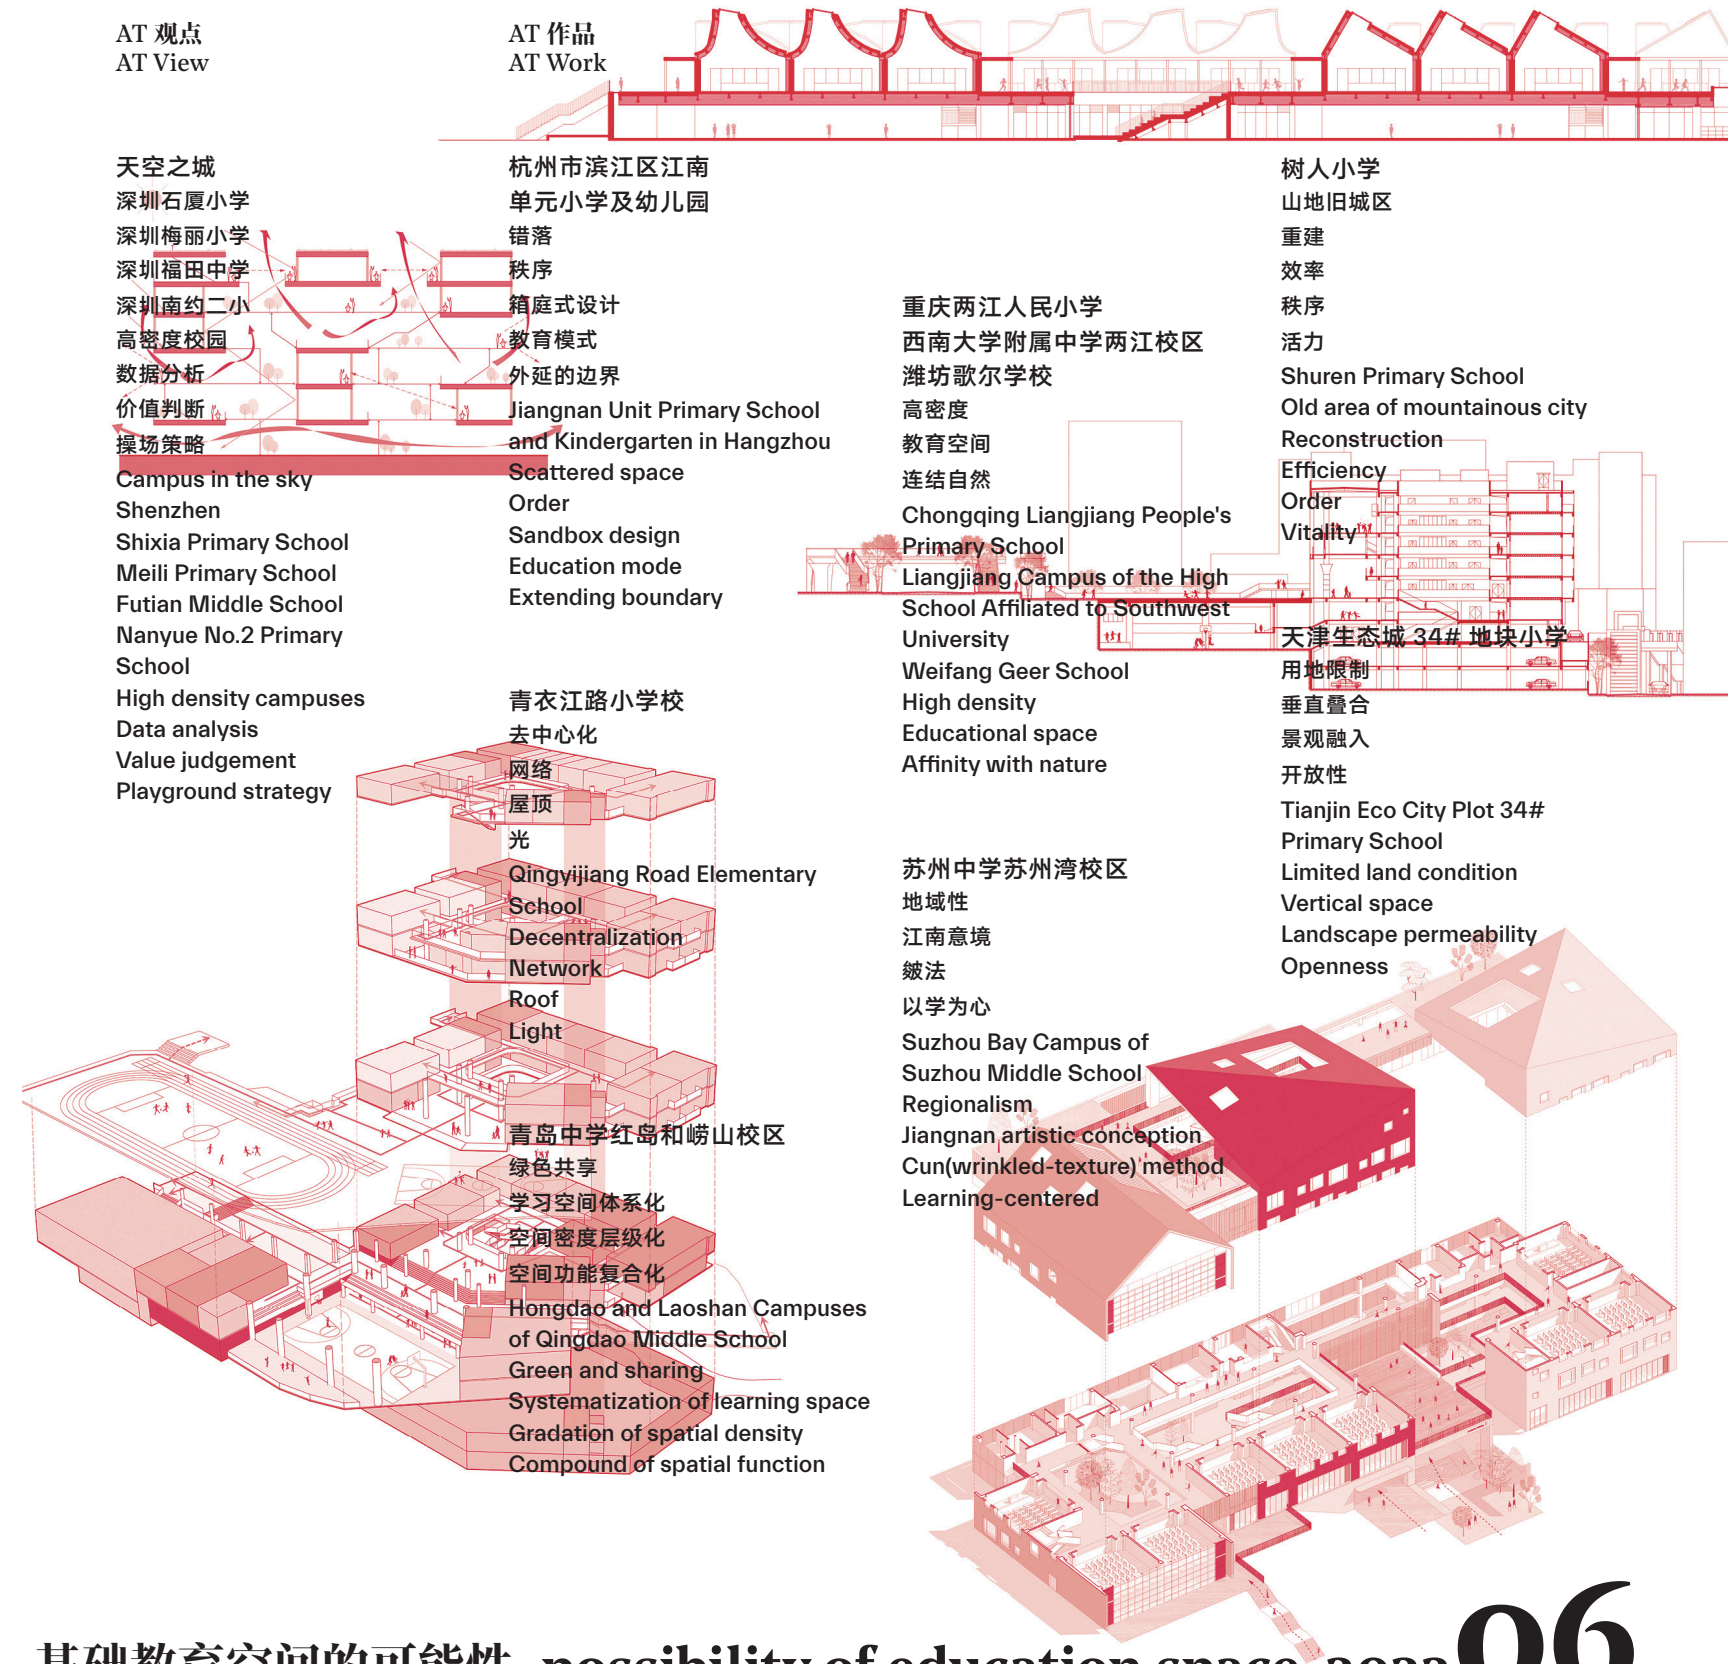 AT 观点
AT View
天空之城
深圳石厦小学
深圳梅丽小学
深圳福田中学
深圳南约二小
高密度校园
数据分析
价值判断
操场策略
Campus in the sky
Shenzhen
Shixia Primary School
Meili Primary School
Futian Middle School
Nanyue No.2 Primary
School
High density campuses
Data analysis
Value judgement
Playground strategy
AT 作品
AT Work
杭州市滨江区江南
单元小学及幼儿园
错落
秩序
箱庭式设计
教育模式
外延的边界
Jiangnan Unit Primary School
and Kindergarten in Hangzhou
Scattered space
Order
Sandbox design
Education mode
Extending boundary
青衣江路小学校
去中心化
网络
屋顶
光
Qingyijiang Road Elementary
School
Decentralization
Network
Roof
Light
青岛中学红岛和崂山校区
绿色共享
学习空间体系化
空间密度层级化
空间功能复合化
Hongdao and Laoshan Campuses
of Qingdao Middle School
Green and sharing
Systematization of learning space
Gradation of spatial density
Compound of spatial function
重庆两江人民小学
西南大学附属中学两江校区
潍坊歌尔学校
高密度
教育空间
连结自然
Chongqing Liangjiang People's
Primary School
Liangjiang Campus of the High
School Affiliated to Southwest
University
Weifang Geer School
High density
Educational space
Affinity with nature
苏州中学苏州湾校区
地域性
江南意境
皴法
以学为心
Suzhou Bay Campus of
Suzhou Middle School
Regionalism
Jiangnan artistic conception
Cun(wrinkled-texture) method
Learning-centered
树人小学
山地旧城区
重建
效率
秩序
活力
Shuren Primary School
Old area of mountainous city
Reconstruction
Efficiency
Order
Vitality
天津生态城 34# 地块小学
用地限制
垂直叠合
景观融入
开放性
Tianjin Eco City Plot 34#
Primary School
Limited land condition
Vertical space
Landscape permeability
Openness
基础教育空间的可能性 possibility of education space 2022 06